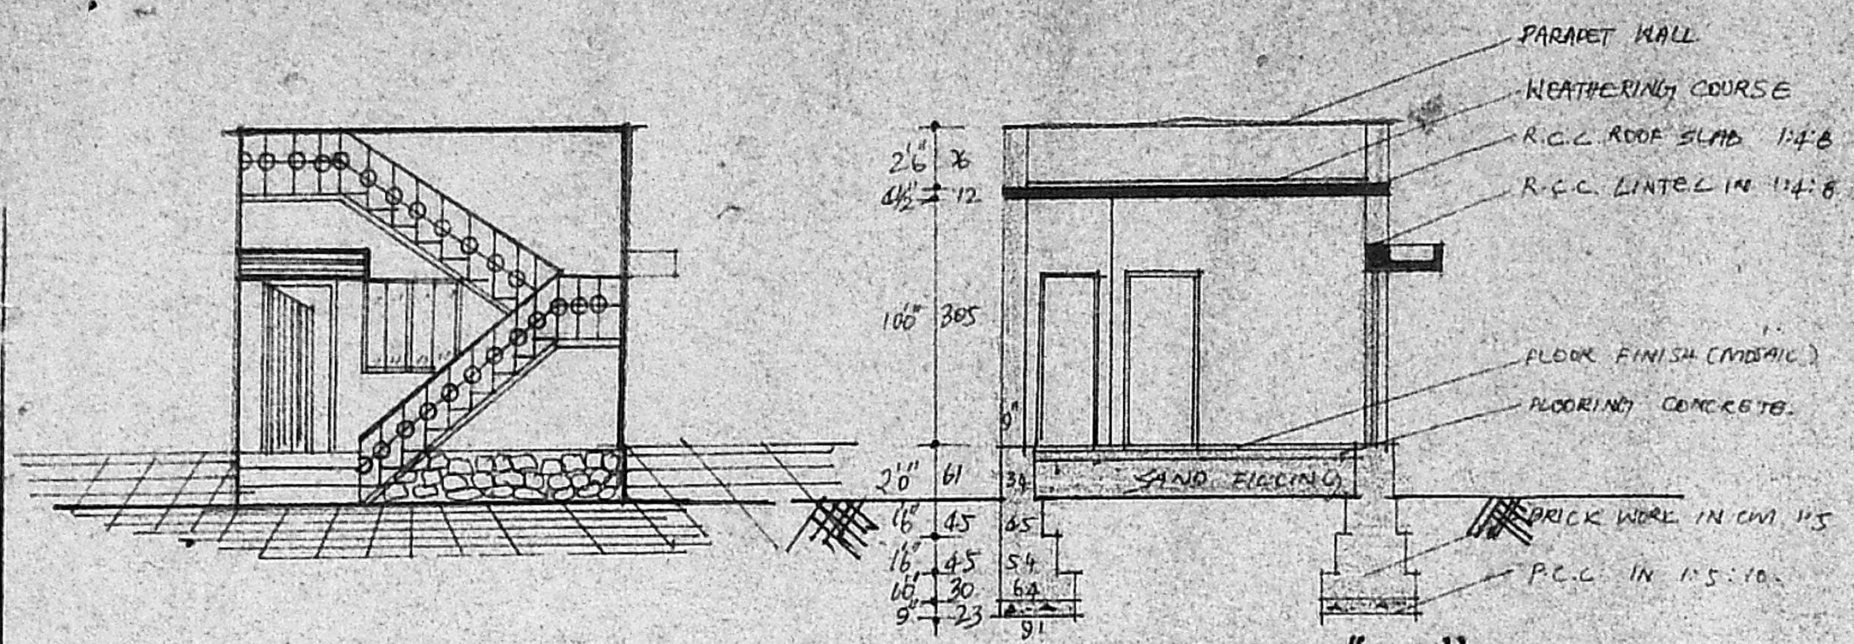 PARAPET WALL
WEATHERING COURSE
R.C.C. ROOF SLAB 1:4:8
R.C.C. LINTEL IN 1:4:8
2'6" 76
4½" 12
10'0" 305
FLOOR FINISH (MOSAIC)
FLOORING CONCRETE.
9"
2'0" 61 34
SAND FILLING
1'6" 45 45
BRICK WORK IN CM 1:5
1'6" 45 54
P.C.C. IN 1:5:10.
1'0" 30 64
9" 23
91